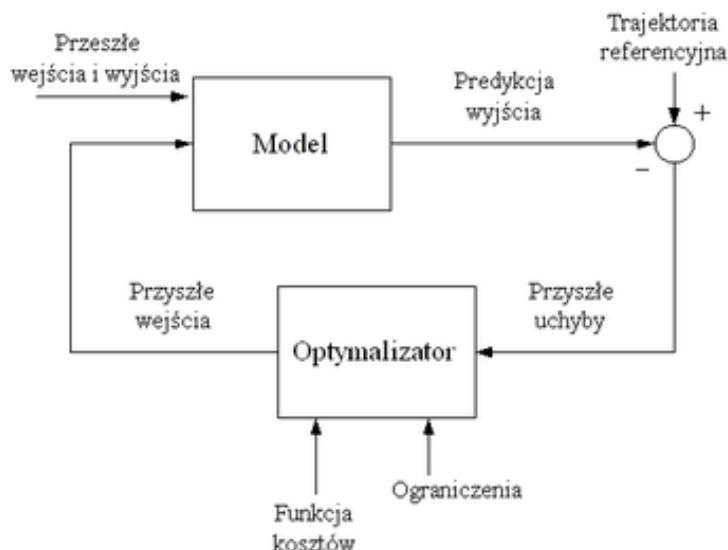 Trajektoria
referencyjna
Przeszłe
wejścia i wyjścia
Predykcja
wyjścia
+
Model
−
Przyszłe
wejścia
Przyszłe
uchyby
Optymalizator
Ograniczenia
Funkcja
kosztów